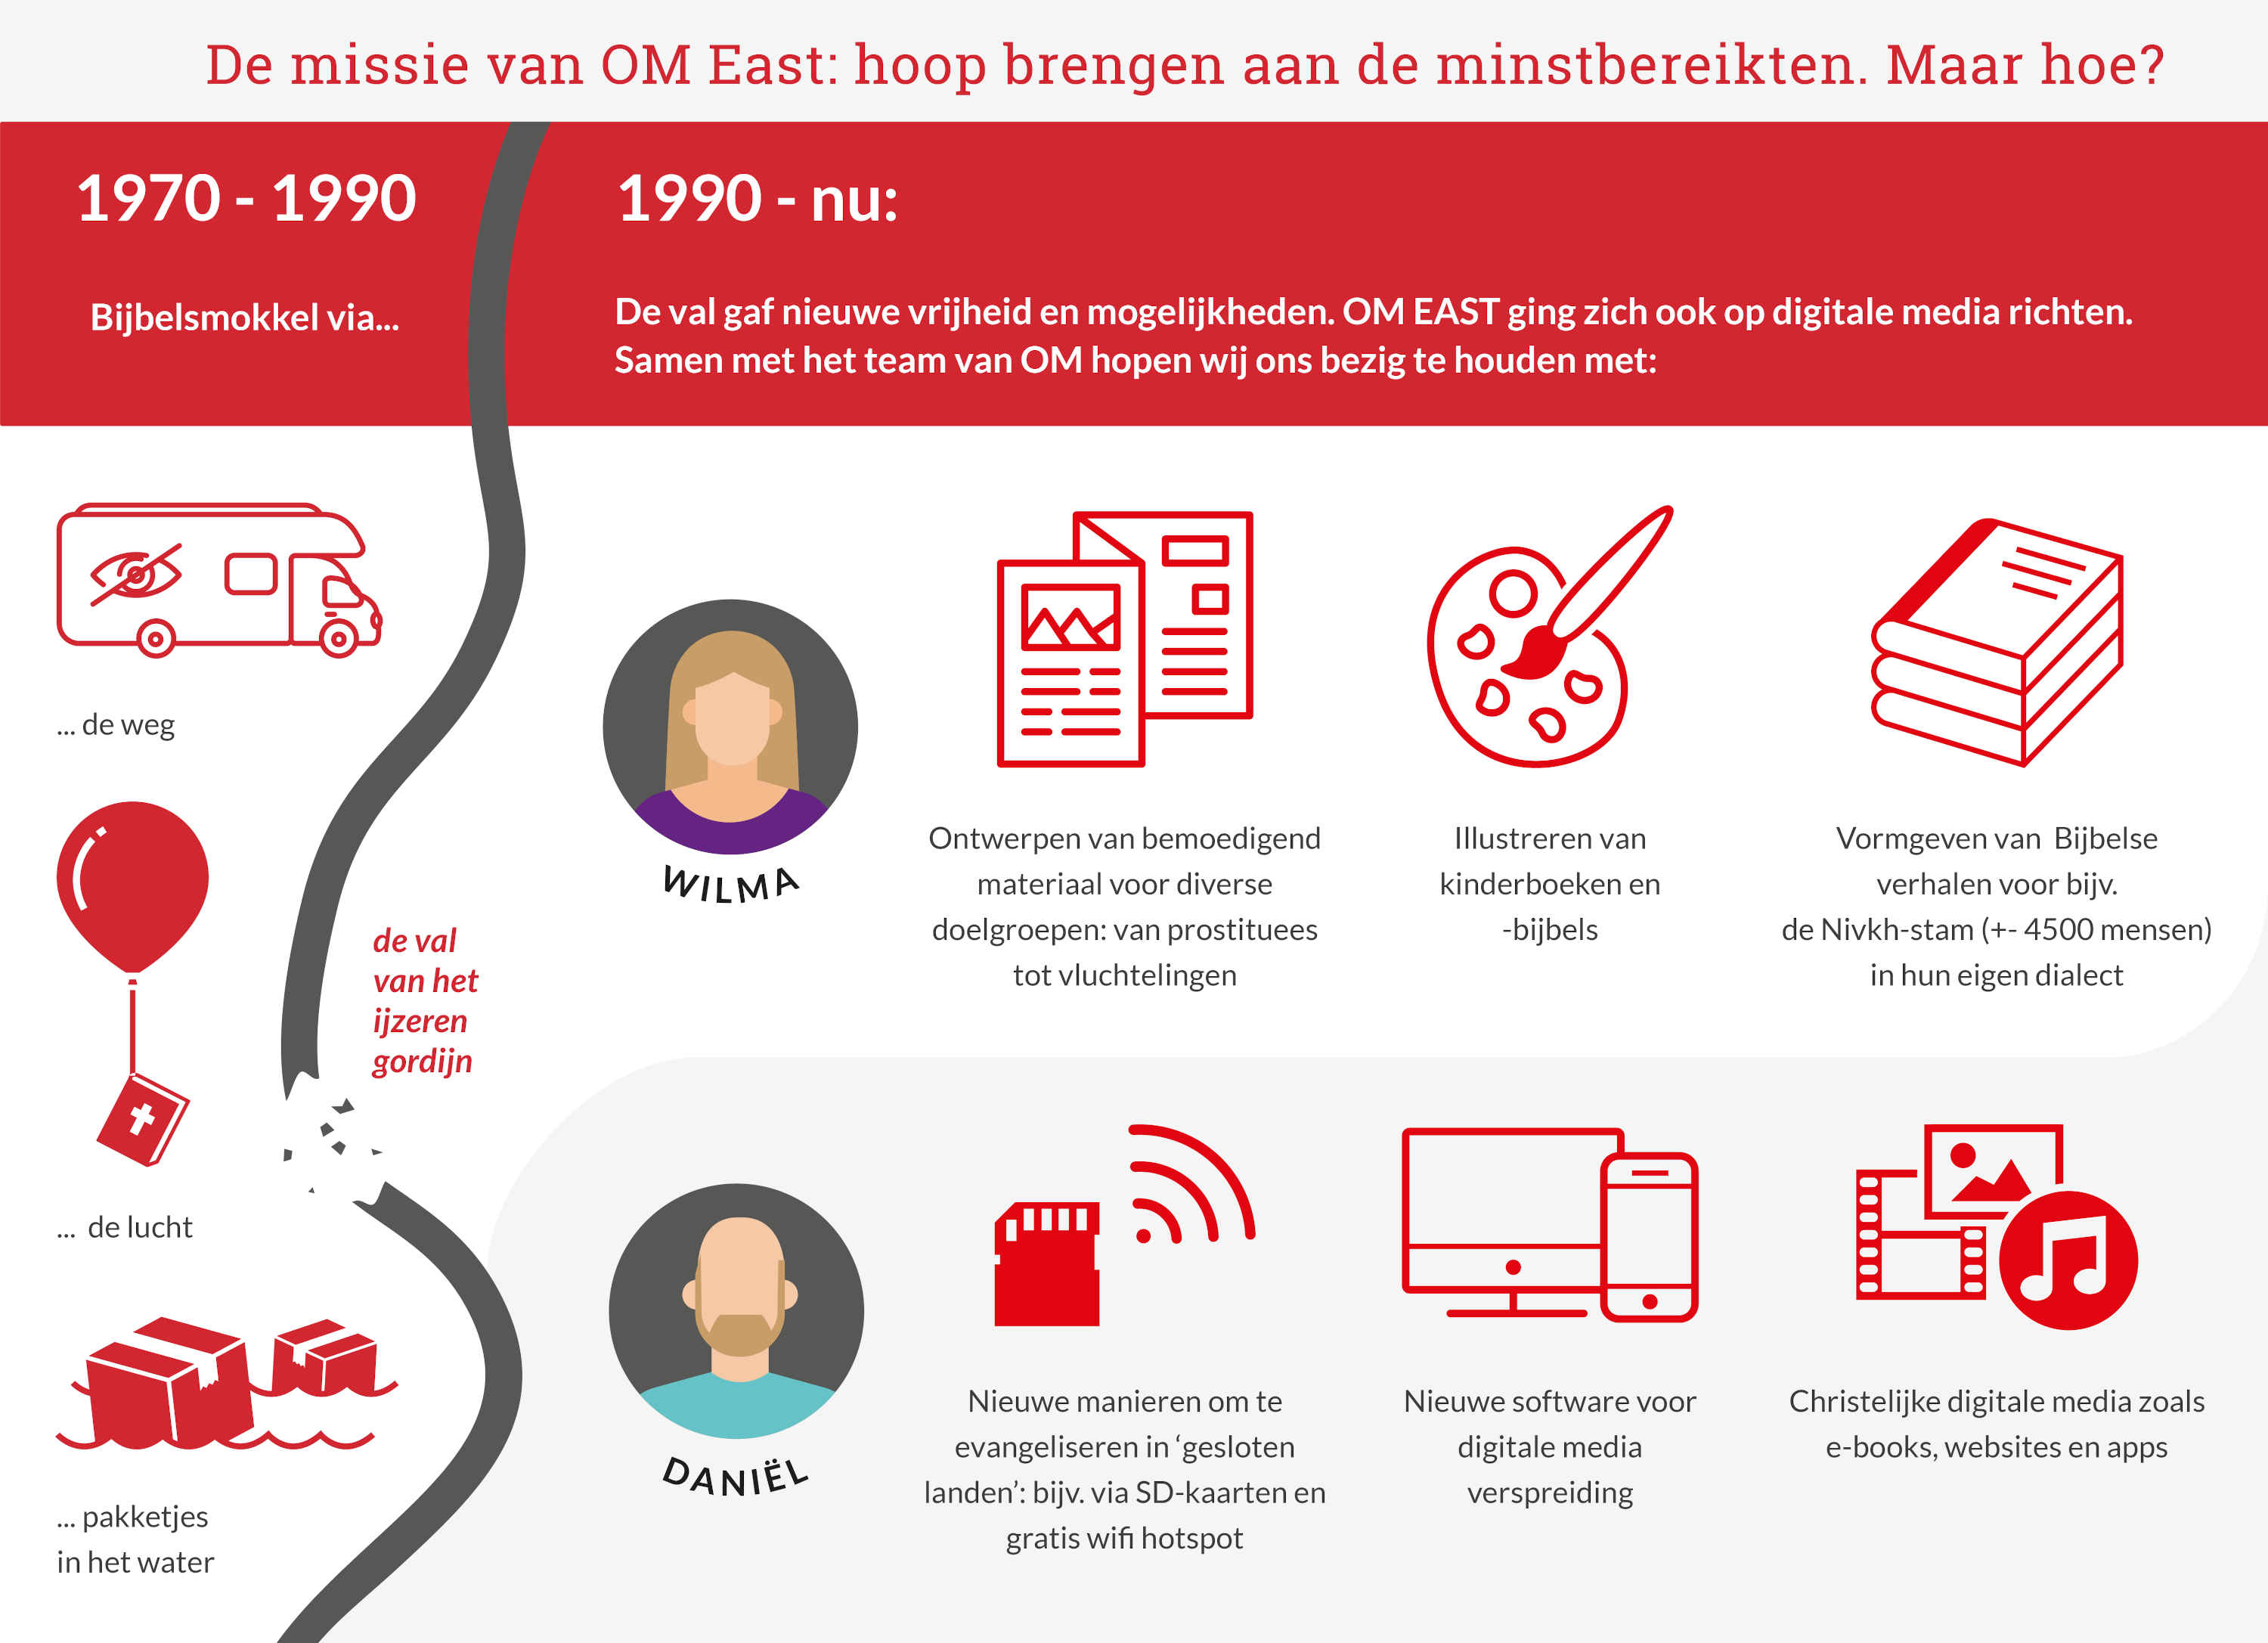 De missie van OM East: hoop brengen aan de minstbereikten. Maar hoe?
1970 - 1990
Bijbelsmokkel via...
... de weg
... de lucht
... pakketjes
in het water
de val
van het
ijzeren
gordijn
1990 - nu:
De val gaf nieuwe vrijheid en mogelijkheden. OM EAST ging zich ook op digitale media richten.
Samen met het team van OM hopen wij ons bezig te houden met:
WILMA
Ontwerpen van bemoedigend
materiaal voor diverse
doelgroepen: van prostituees
tot vluchtelingen
Illustreren van
kinderboeken en
-bijbels
Vormgeven van Bijbelse
verhalen voor bijv.
de Nivkh-stam (+- 4500 mensen)
in hun eigen dialect
DANIËL
Nieuwe manieren om te
evangeliseren in ‘gesloten
landen’: bijv. via SD-kaarten en
gratis wifi hotspot
Nieuwe software voor
digitale media
verspreiding
Christelijke digitale media zoals
e-books, websites en apps